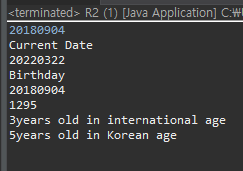 <terminated> R2 (1) [Java Application] C:₩
20180904
Current Date
20220322
Birthday
20180904
1295
3years old in international age
5years old in Korean age